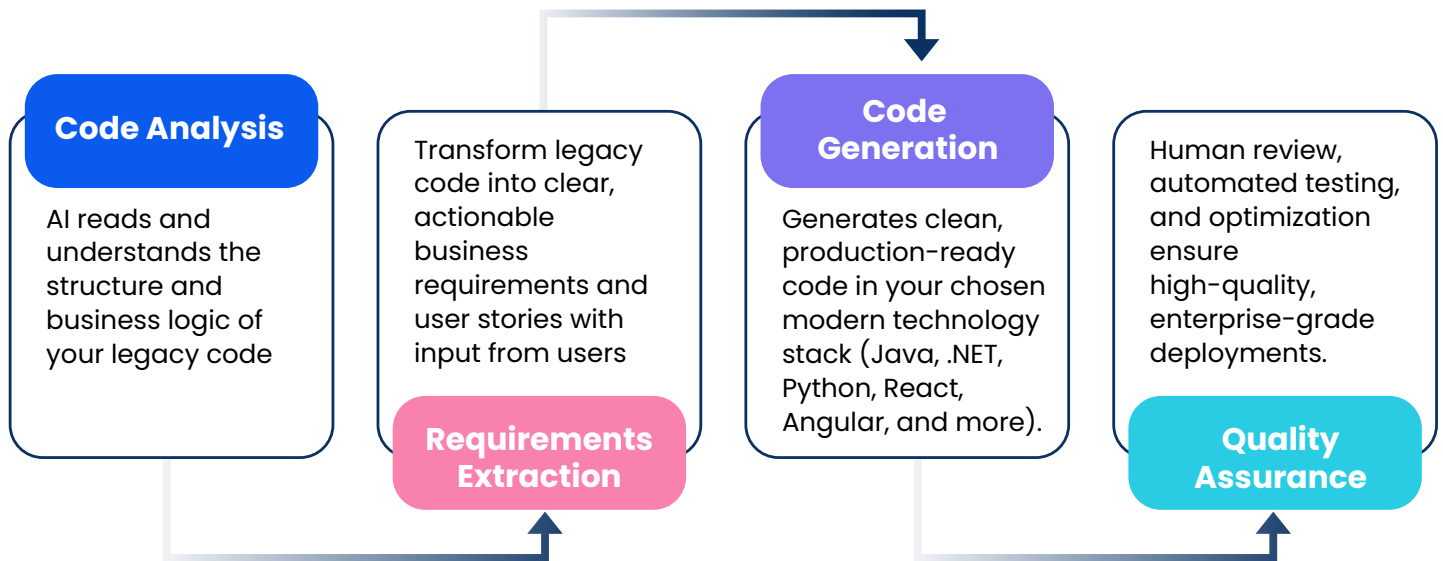 Code Analysis
AI reads and
understands the
structure and
business logic of
your legacy code
Transform legacy
code into clear,
actionable
business
requirements and
user stories with
input from users
Requirements
Extraction
Code
Generation
Generates clean,
production-ready
code in your chosen
modern technology
stack (Java, .NET,
Python, React,
Angular, and more).
Human review,
automated testing,
and optimization
ensure
high-quality,
enterprise-grade
deployments.
Quality
Assurance